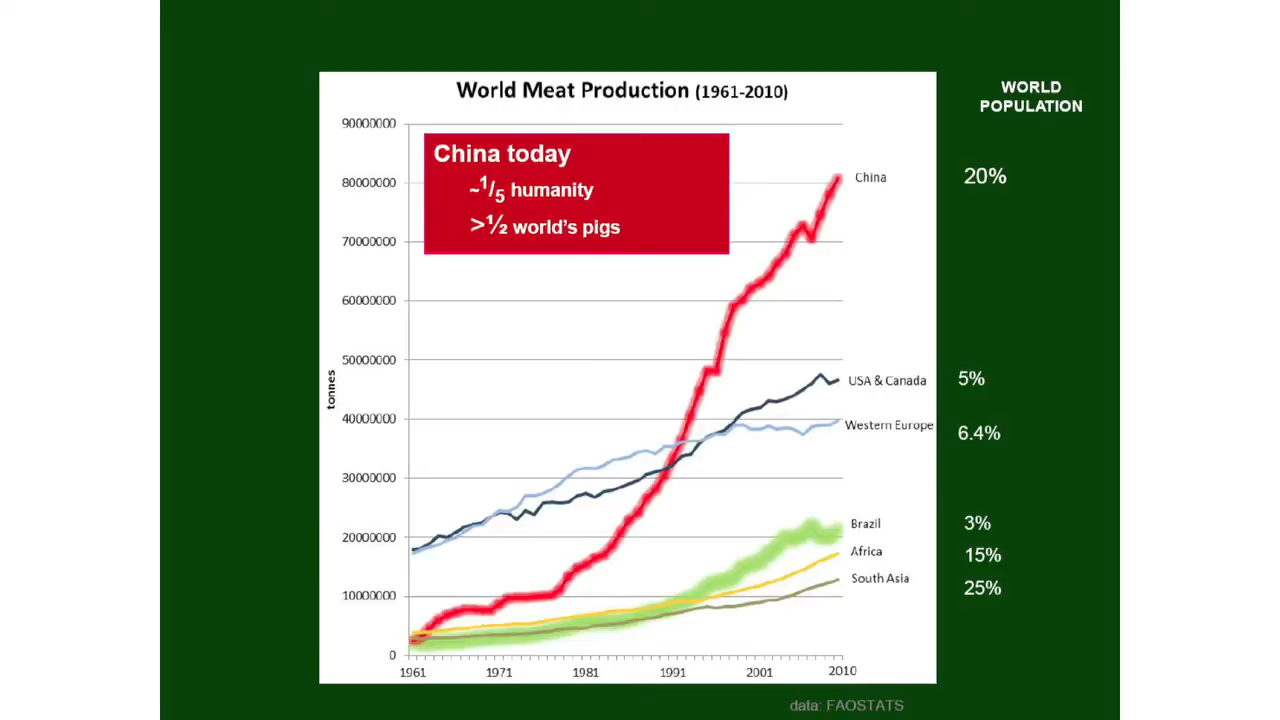 World Meat Production (1961-2010)
WORLD
POPULATION
90000000
China today
~1/5 humanity
>½ world's pigs
80000000
China
20%
70000000
60000000
50000000
tonnes
USA & Canada
5%
40000000
Western Europe
6.4%
30000000
20000000
Brazil
3%
Africa
15%
South Asia
25%
10000000
0
1961
1971
1981
1991
2001
2010
data: FAOSTATS